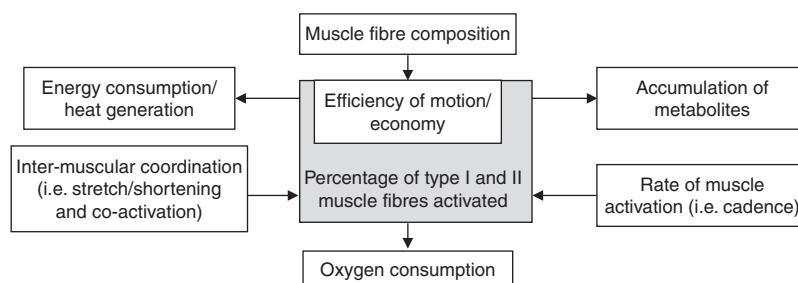 Muscle fibre composition
Energy consumption/
heat generation
Efficiency of motion/
economy
Accumulation of
metabolites
Inter-muscular coordination
(i.e. stretch/shortening
and co-activation)
Percentage of type I and II
muscle fibres activated
Rate of muscle
activation (i.e. cadence)
Oxygen consumption